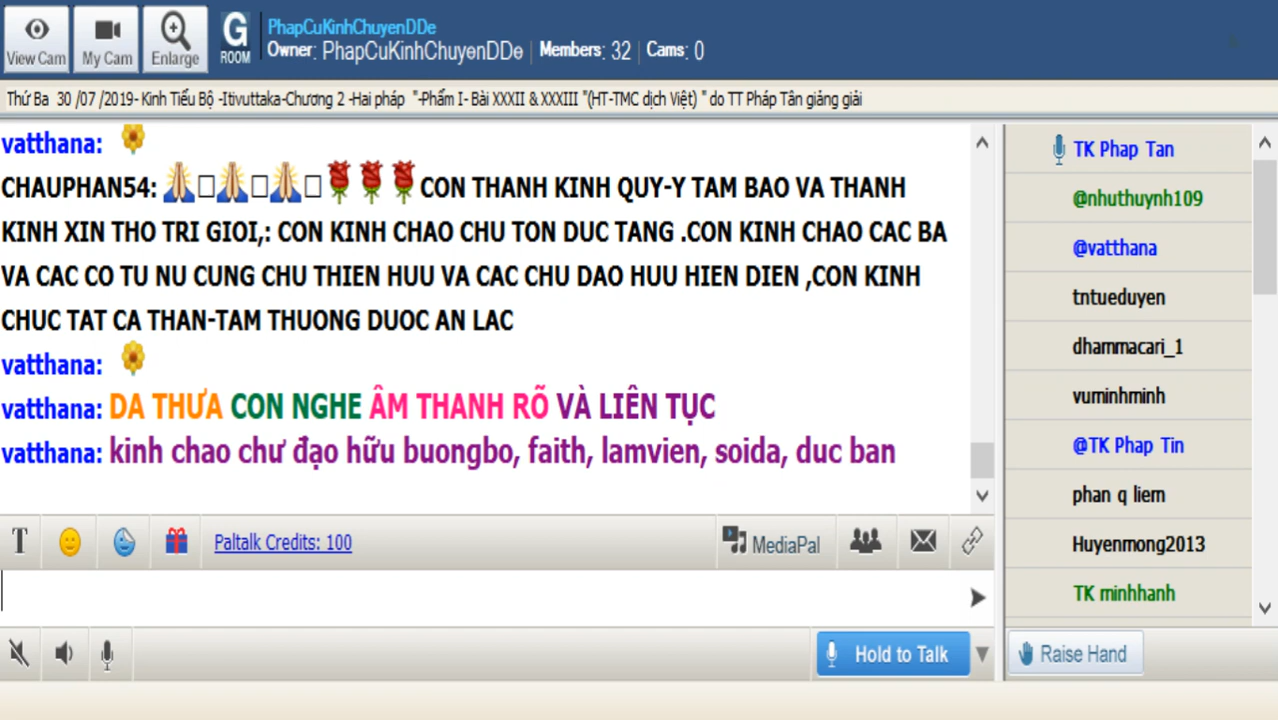 View Cam
My Cam
Enlarge
G
ROOM
PhapCuKinhChuyenDDe
Owner: PhapCuKinhChuyenDDe | Members: 32 | Cams: 0
Thứ Ba 30 /07 /2019- Kinh Tiểu Bộ -Itivuttaka-Chương 2 -Hai pháp "-Phẩm I- Bài XXXII & XXXIII "(HT-TMC dịch Việt) " do TT Pháp Tân giảng giải
vatthana:
CHAUPHAN54: CON THANH KINH QUY-Y TAM BAO VA THANH
KINH XIN THO TRI GIOI,: CON KINH CHAO CHU TON DUC TANG .CON KINH CHAO CAC BA
VA CAC CO TU NU CUNG CHU THIEN HUU VA CAC CHU DAO HUU HIEN DIEN ,CON KINH
CHUC TAT CA THAN-TAM THUONG DUOC AN LAC
vatthana:
vatthana: DA THƯA CON NGHE ÂM THANH RÕ VÀ LIÊN TỤC
vatthana: kinh chao chư đạo hữu buongbo, faith, lamvien, soida, duc ban
T
Paltalk Credits: 100
MediaPal
Hold to Talk
TK Phap Tan
@nhuthuynh109
@vatthana
tntueduyen
dhammacari_1
vuminhminh
@TK Phap Tin
phan q liem
Huyenmong2013
TK minhhanh
Raise Hand